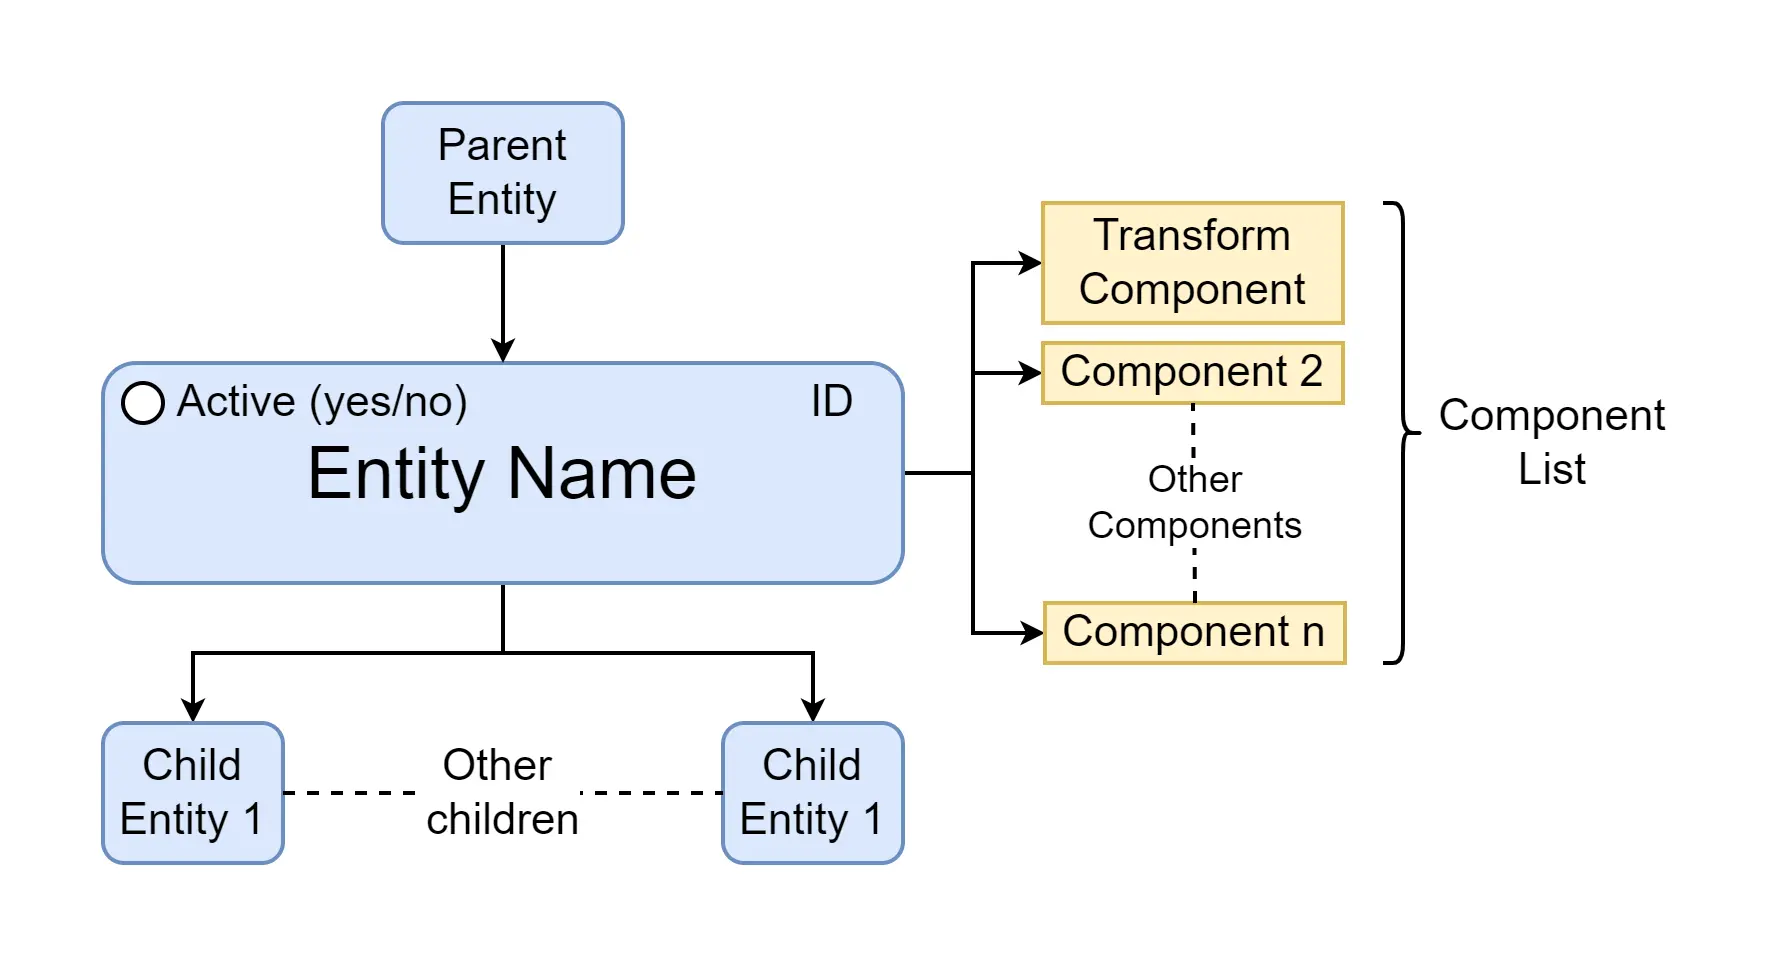 Parent
Entity
Active (yes/no)
ID
Entity Name
Transform
Component
Component 2
Other
Components
Component n
Component
List
Child
Entity 1
Other
children
Child
Entity 1